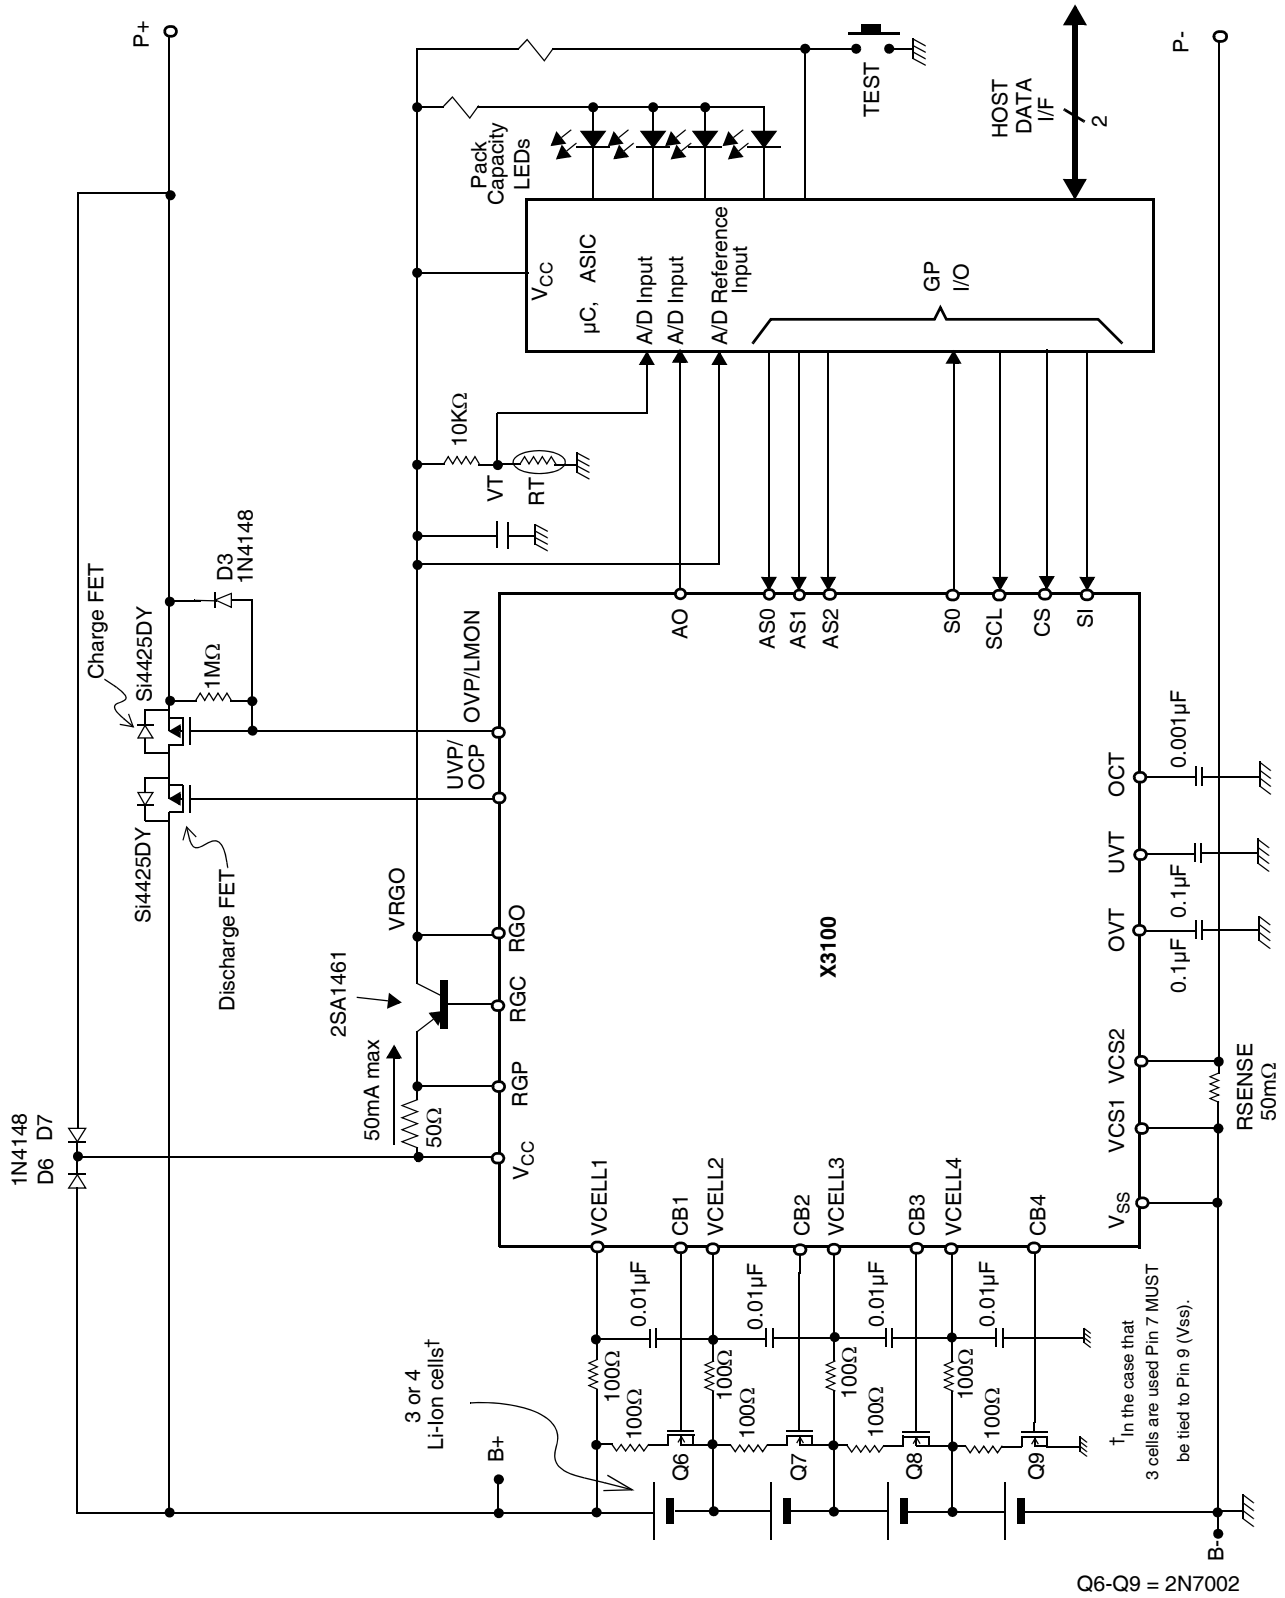 P+
P-
TEST
HOST
DATA
I/F
2
Pack
Capacity
LEDs
VCC
µC, ASIC
A/D Input
A/D Input
A/D Reference
Input
GP
I/O
10KΩ
VT
RT
D3
1N4148
Charge FET
Si4425DY
1MΩ
OVP/LMON
UVP/
OCP
AO
AS0
AS1
AS2
S0
SCL
CS
SI
Si4425DY
Discharge FET
VRGO
RGO
2SA1461
RGC
RGP
50mA max
50Ω
VCC
1N4148
D6 D7
X3100
0.001µF
OCT
UVT
0.1µF
OVT
0.1µF
VCS2
VCS1
VSS
RSENSE
50mΩ
VCELL1
CB1
VCELL2
CB2
VCELL3
CB3
VCELL4
CB4
0.01µF
0.01µF
0.01µF
0.01µF
100Ω
100Ω
100Ω
100Ω
100Ω
100Ω
100Ω
100Ω
3 or 4
Li-Ion cells†
B+
Q6
Q7
Q8
Q9
†In the case that
3 cells are used Pin 7 MUST
be tied to Pin 9 (Vss).
B-
Q6-Q9 = 2N7002